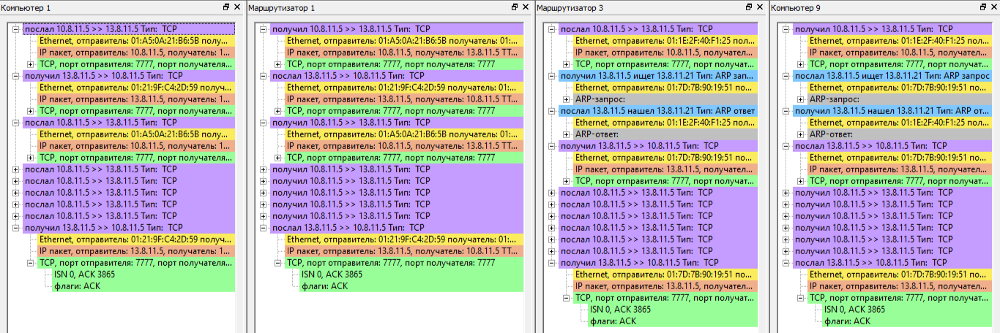 Компьютер 1
послал 10.8.11.5 >> 13.8.11.5 Тип: TCP
Ethernet, отправитель: 01:A5:0A:21:B6:5B полу...
IP пакет, отправитель: 10.8.11.5, получатель: 1...
TCP, порт отправителя: 7777, порт получателя...
получил 13.8.11.5 >> 10.8.11.5 Тип: TCP
Ethernet, отправитель: 01:21:9F:C4:2D:59 получ...
IP пакет, отправитель: 13.8.11.5, получатель: 1...
TCP, порт отправителя: 7777, порт получателя...
послал 10.8.11.5 >> 13.8.11.5 Тип: TCP
Ethernet, отправитель: 01:A5:0A:21:B6:5B полу...
IP пакет, отправитель: 10.8.11.5, получатель: 1...
TCP, порт отправителя: 7777, порт получателя...
послал 10.8.11.5 >> 13.8.11.5 Тип: TCP
послал 10.8.11.5 >> 13.8.11.5 Тип: TCP
послал 10.8.11.5 >> 13.8.11.5 Тип: TCP
послал 10.8.11.5 >> 13.8.11.5 Тип: TCP
получил 13.8.11.5 >> 10.8.11.5 Тип: TCP
Ethernet, отправитель: 01:21:9F:C4:2D:59 получ...
IP пакет, отправитель: 13.8.11.5, получатель: 1...
TCP, порт отправителя: 7777, порт получателя...
ISN 0, ACK 3865
флаги: ACK
Маршрутизатор 1
получил 10.8.11.5 >> 13.8.11.5 Тип: TCP
Ethernet, отправитель: 01:A5:0A:21:B6:5B получатель: 01:...
IP пакет, отправитель: 10.8.11.5, получатель: 13.8.11.5 TT...
TCP, порт отправителя: 7777, порт получателя: 7777
послал 13.8.11.5 >> 10.8.11.5 Тип: TCP
Ethernet, отправитель: 01:21:9F:C4:2D:59 получатель: 01:...
IP пакет, отправитель: 13.8.11.5, получатель: 10.8.11.5 TT...
TCP, порт отправителя: 7777, порт получателя: 7777
получил 10.8.11.5 >> 13.8.11.5 Тип: TCP
Ethernet, отправитель: 01:A5:0A:21:B6:5B получатель: 01:...
IP пакет, отправитель: 10.8.11.5, получатель: 13.8.11.5 TT...
TCP, порт отправителя: 7777, порт получателя: 7777
получил 10.8.11.5 >> 13.8.11.5 Тип: TCP
получил 10.8.11.5 >> 13.8.11.5 Тип: TCP
получил 10.8.11.5 >> 13.8.11.5 Тип: TCP
получил 10.8.11.5 >> 13.8.11.5 Тип: TCP
послал 13.8.11.5 >> 10.8.11.5 Тип: TCP
Ethernet, отправитель: 01:21:9F:C4:2D:59 получатель: 01:...
IP пакет, отправитель: 13.8.11.5, получатель: 10.8.11.5 TT...
TCP, порт отправителя: 7777, порт получателя: 7777
ISN 0, ACK 3865
флаги: ACK
Маршрутизатор 3
послал 10.8.11.5 >> 13.8.11.5 Тип: TCP
Ethernet, отправитель: 01:1E:2F:40:F1:25 пол...
IP пакет, отправитель: 10.8.11.5, получател...
TCP, порт отправителя: 7777, порт получат...
получил 13.8.11.5 ищет 13.8.11.21 Тип: ARP зап...
Ethernet, отправитель: 01:7D:7B:90:19:51 по...
ARP-запрос:
послал 13.8.11.5 нашел 13.8.11.21 Тип: ARP ответ
Ethernet, отправитель: 01:1E:2F:40:F1:25 пол...
ARP-ответ:
получил 13.8.11.5 >> 10.8.11.5 Тип: TCP
Ethernet, отправитель: 01:7D:7B:90:19:51 по...
IP пакет, отправитель: 13.8.11.5, получател...
TCP, порт отправителя: 7777, порт получат...
послал 10.8.11.5 >> 13.8.11.5 Тип: TCP
послал 10.8.11.5 >> 13.8.11.5 Тип: TCP
послал 10.8.11.5 >> 13.8.11.5 Тип: TCP
послал 10.8.11.5 >> 13.8.11.5 Тип: TCP
послал 10.8.11.5 >> 13.8.11.5 Тип: TCP
послал 10.8.11.5 >> 13.8.11.5 Тип: TCP
получил 13.8.11.5 >> 10.8.11.5 Тип: TCP
Ethernet, отправитель: 01:7D:7B:90:19:51 по...
IP пакет, отправитель: 13.8.11.5, получател...
TCP, порт отправителя: 7777, порт получат...
ISN 0, ACK 3865
флаги: ACK
Компьютер 9
получил 10.8.11.5 >> 13.8.11.5 Тип: TCP
Ethernet, отправитель: 01:1E:2F:40:F1:25 пол...
IP пакет, отправитель: 10.8.11.5, получател...
TCP, порт отправителя: 7777, порт получат...
послал 13.8.11.5 ищет 13.8.11.21 Тип: ARP запрос
Ethernet, отправитель: 01:7D:7B:90:19:51 по...
ARP-запрос:
получил 13.8.11.5 нашел 13.8.11.21 Тип: ARP от...
Ethernet, отправитель: 01:1E:2F:40:F1:25 пол...
ARP-ответ:
послал 13.8.11.5 >> 10.8.11.5 Тип: TCP
Ethernet, отправитель: 01:7D:7B:90:19:51 по...
IP пакет, отправитель: 13.8.11.5, получател...
TCP, порт отправителя: 7777, порт получат...
получил 10.8.11.5 >> 13.8.11.5 Тип: TCP
получил 10.8.11.5 >> 13.8.11.5 Тип: TCP
получил 10.8.11.5 >> 13.8.11.5 Тип: TCP
получил 10.8.11.5 >> 13.8.11.5 Тип: TCP
получил 10.8.11.5 >> 13.8.11.5 Тип: TCP
получил 10.8.11.5 >> 13.8.11.5 Тип: TCP
послал 13.8.11.5 >> 10.8.11.5 Тип: TCP
Ethernet, отправитель: 01:7D:7B:90:19:51 по...
IP пакет, отправитель: 13.8.11.5, получател...
TCP, порт отправителя: 7777, порт получат...
ISN 0, ACK 3865
флаги: ACK